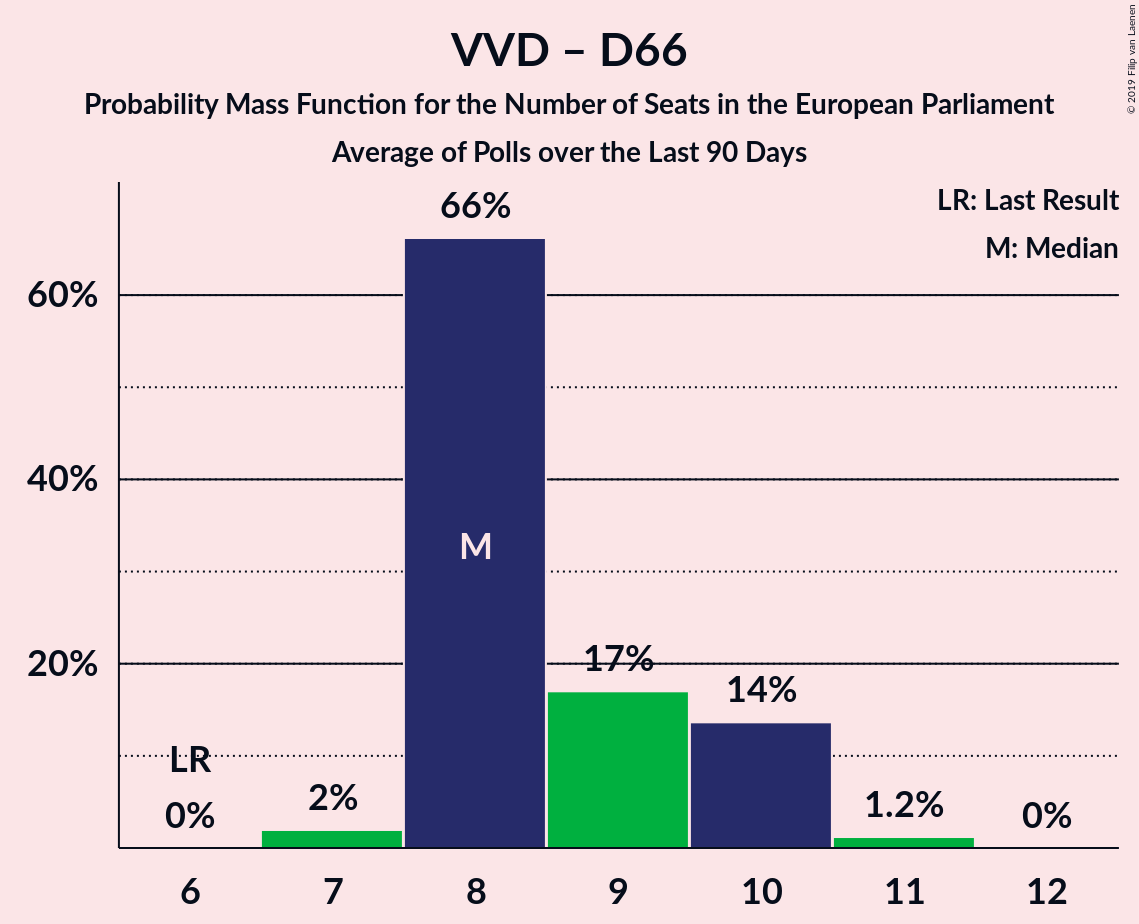 VVD – D66
Probability Mass Function for the Number of Seats in the European Parliament
Average of Polls over the Last 90 Days
© 2019 Filip van Laenen
LR: Last Result
M: Median
66%
60%
40%
M
20%
17%
14%
LR
0%
2%
1.2%
0%
6 7 8 9 10 11 12